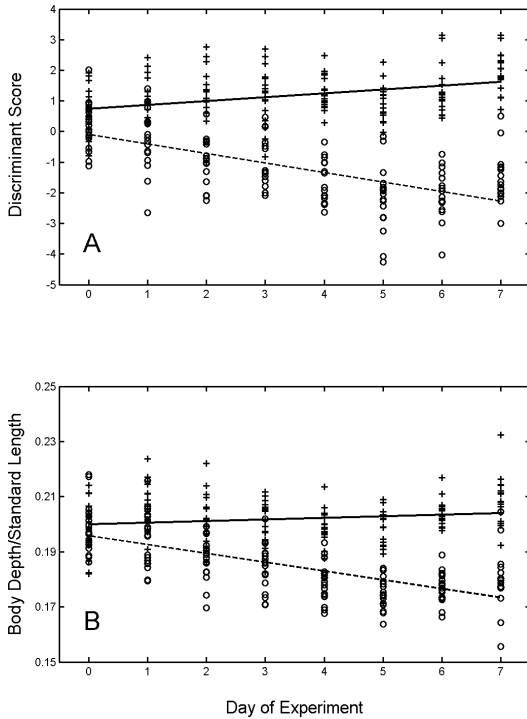 4
3
2
1
0
-1
-2
-3
-4
-5
Discriminant Score
A
0 1 2 3 4 5 6 7
0.25
0.23
0.21
0.19
0.17
0.15
Body Depth/Standard Length
B
0 1 2 3 4 5 6 7
Day of Experiment